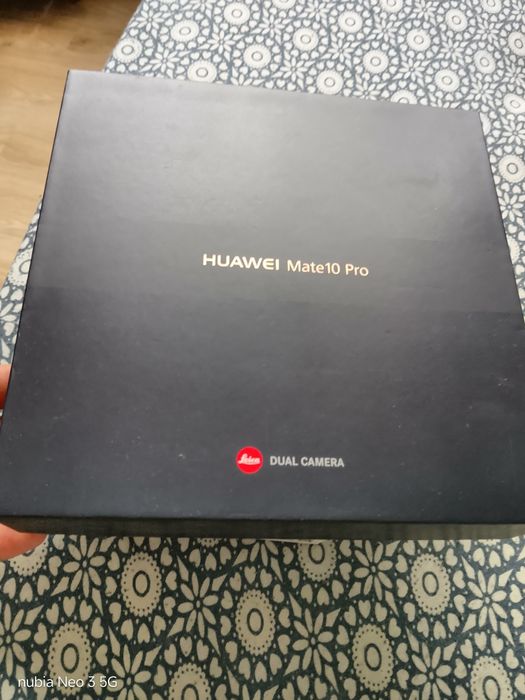 HUAWEI Mate10 Pro
Leica DUAL CAMERA
nubia Neo 3 5G